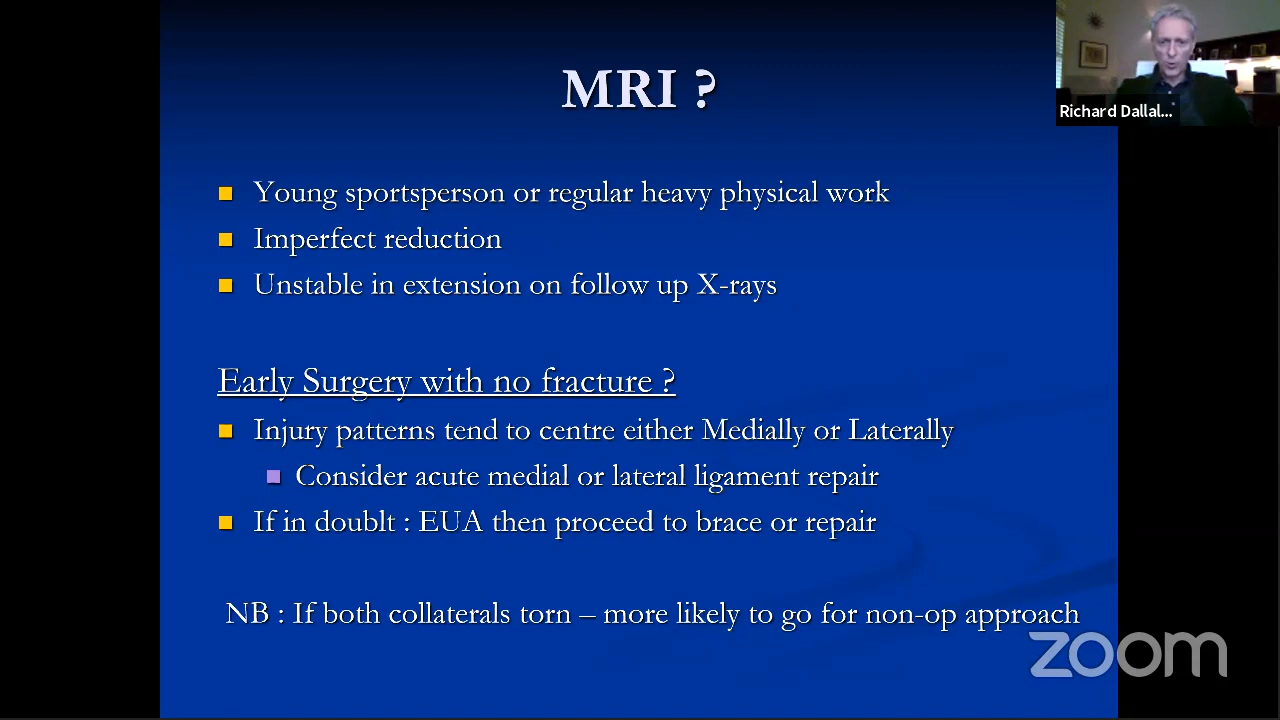 MRI ?
Richard Dallal...
Young sportsperson or regular heavy physical work
Imperfect reduction
Unstable in extension on follow up X-rays
Early Surgery with no fracture ?
Injury patterns tend to centre either Medially or Laterally
Consider acute medial or lateral ligament repair
If in doublt : EUA then proceed to brace or repair
NB : If both collaterals torn – more likely to go for non-op approach
zoom